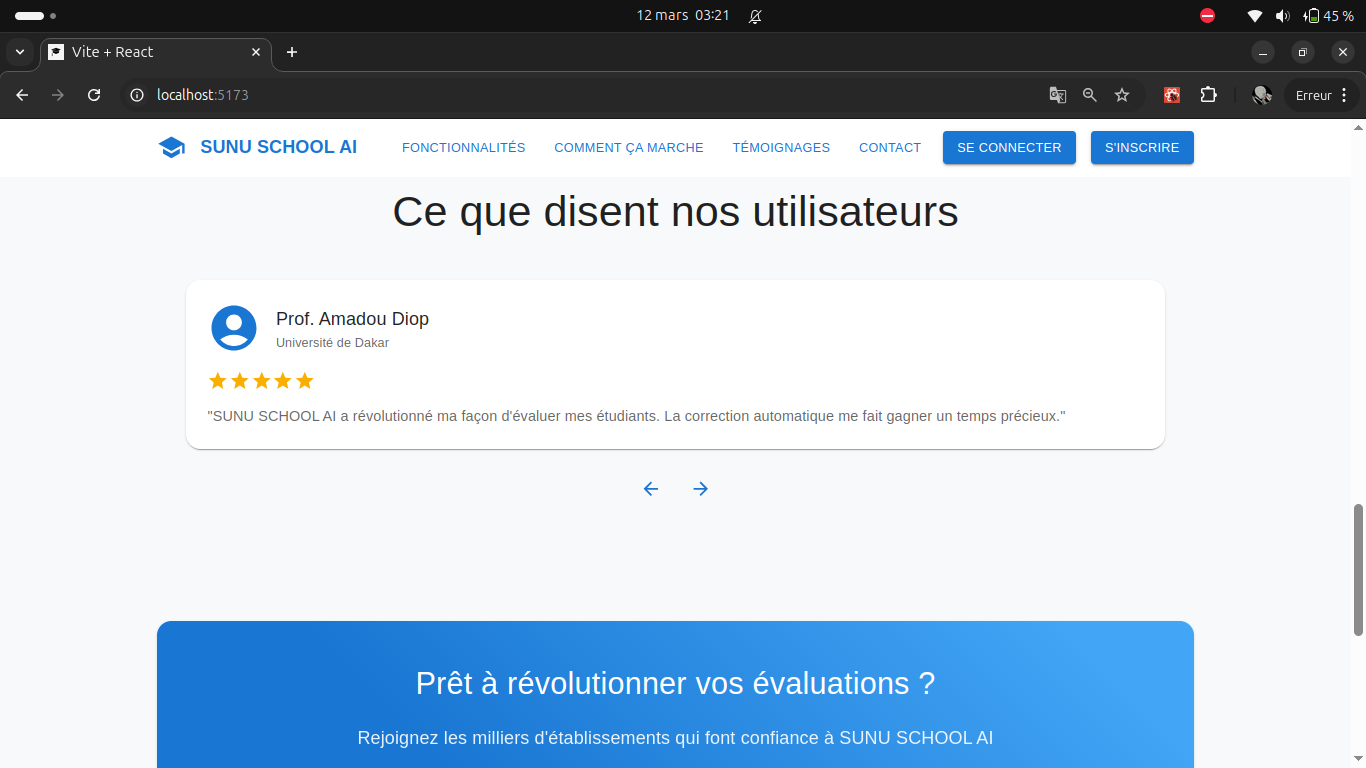 12 mars 03:21
45 %
Vite + React
localhost:5173
Erreur
SUNU SCHOOL AI
FONCTIONNALITÉS
COMMENT ÇA MARCHE
TÉMOIGNAGES
CONTACT
SE CONNECTER
S'INSCRIRE
Ce que disent nos utilisateurs
Prof. Amadou Diop
Université de Dakar
"SUNU SCHOOL AI a révolutionné ma façon d'évaluer mes étudiants. La correction automatique me fait gagner un temps précieux."
Prêt à révolutionner vos évaluations ?
Rejoignez les milliers d'établissements qui font confiance à SUNU SCHOOL AI